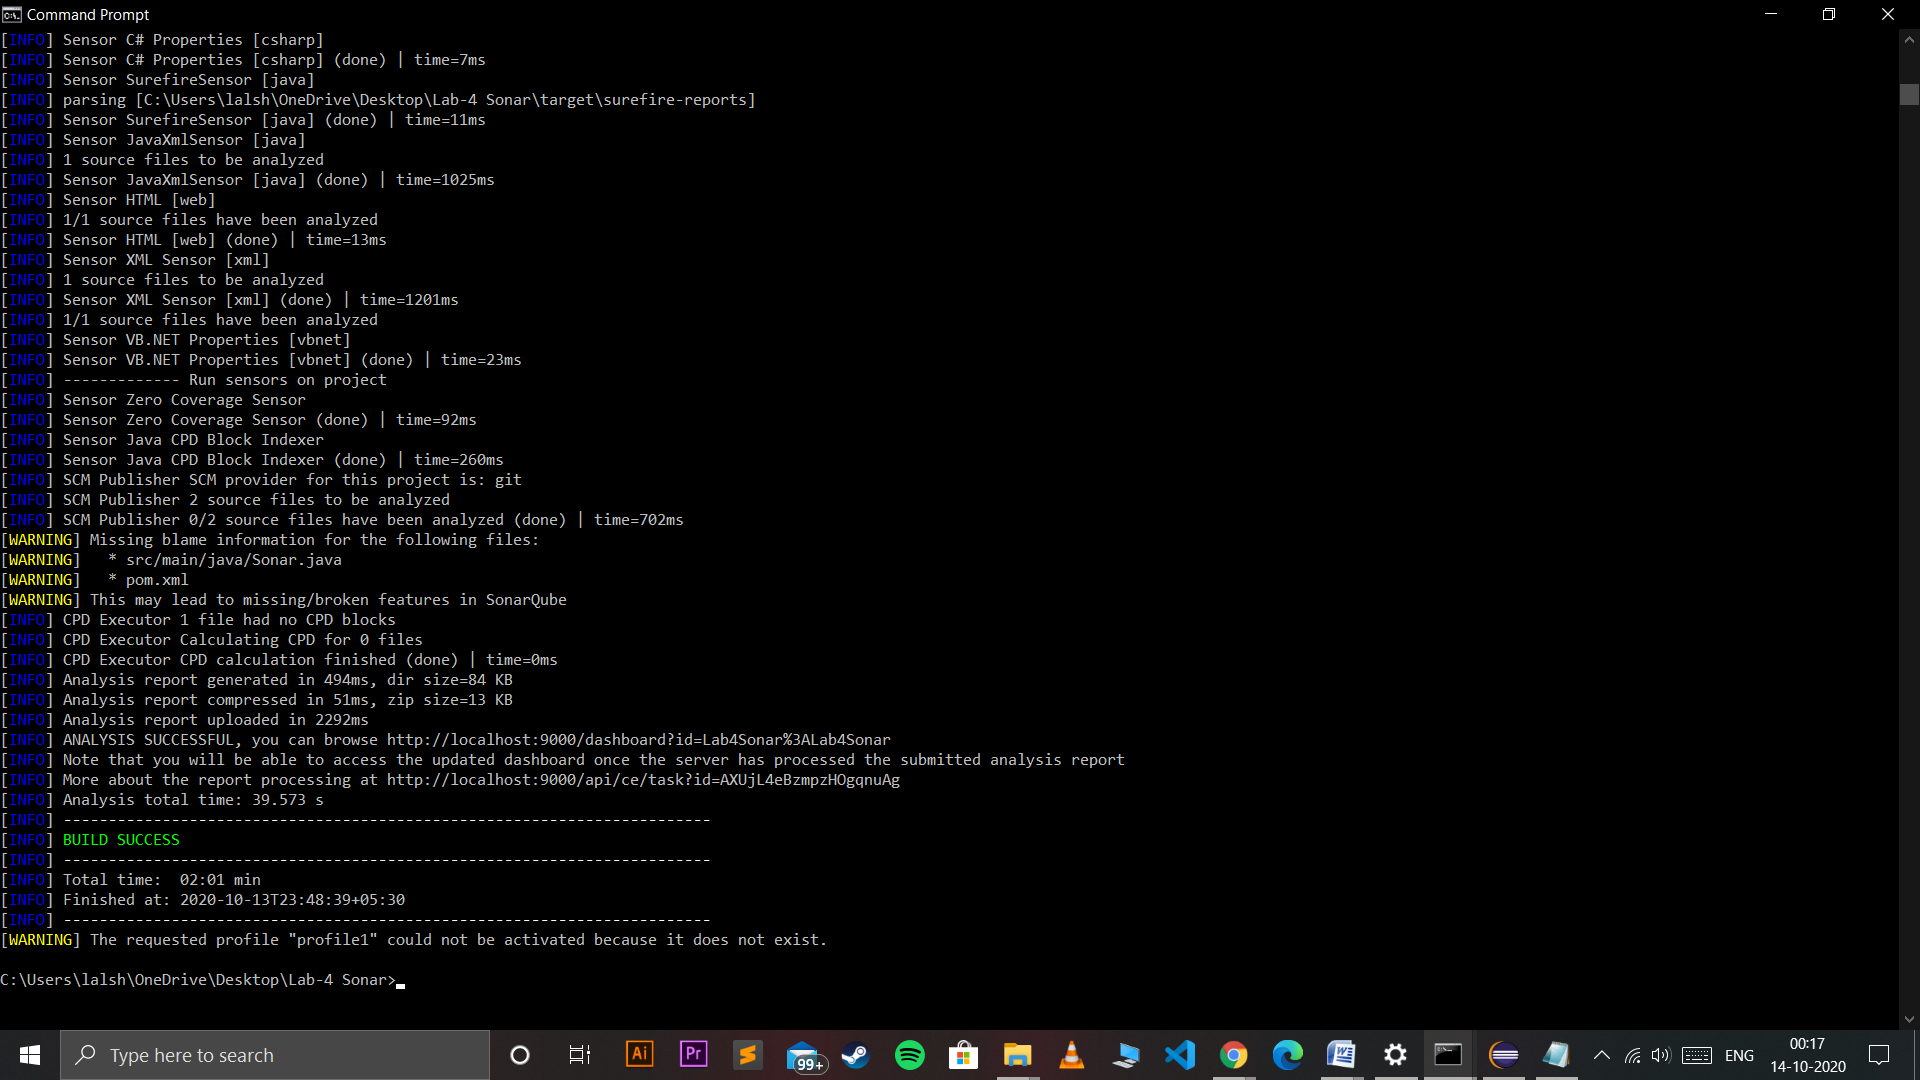 Command Prompt
[INFO] Sensor C# Properties [csharp]
[INFO] Sensor C# Properties [csharp] (done) | time=7ms
[INFO] Sensor SurefireSensor [java]
[INFO] parsing [C:\Users\lalsh\OneDrive\Desktop\Lab-4 Sonar\target\surefire-reports]
[INFO] Sensor SurefireSensor [java] (done) | time=11ms
[INFO] Sensor JavaXmlSensor [java]
[INFO] 1 source files to be analyzed
[INFO] Sensor JavaXmlSensor [java] (done) | time=1025ms
[INFO] Sensor HTML [web]
[INFO] 1/1 source files have been analyzed
[INFO] Sensor HTML [web] (done) | time=13ms
[INFO] Sensor XML Sensor [xml]
[INFO] 1 source files to be analyzed
[INFO] Sensor XML Sensor [xml] (done) | time=1201ms
[INFO] 1/1 source files have been analyzed
[INFO] Sensor VB.NET Properties [vbnet]
[INFO] Sensor VB.NET Properties [vbnet] (done) | time=23ms
[INFO] ------------- Run sensors on project
[INFO] Sensor Zero Coverage Sensor
[INFO] Sensor Zero Coverage Sensor (done) | time=92ms
[INFO] Sensor Java CPD Block Indexer
[INFO] Sensor Java CPD Block Indexer (done) | time=260ms
[INFO] SCM Publisher SCM provider for this project is: git
[INFO] SCM Publisher 2 source files to be analyzed
[INFO] SCM Publisher 0/2 source files have been analyzed (done) | time=702ms
[WARNING] Missing blame information for the following files:
[WARNING]   * src/main/java/Sonar.java
[WARNING]   * pom.xml
[WARNING] This may lead to missing/broken features in SonarQube
[INFO] CPD Executor 1 file had no CPD blocks
[INFO] CPD Executor Calculating CPD for 0 files
[INFO] CPD Executor CPD calculation finished (done) | time=0ms
[INFO] Analysis report generated in 494ms, dir size=84 KB
[INFO] Analysis report compressed in 51ms, zip size=13 KB
[INFO] Analysis report uploaded in 2292ms
[INFO] ANALYSIS SUCCESSFUL, you can browse http://localhost:9000/dashboard?id=Lab4Sonar%3ALab4Sonar
[INFO] Note that you will be able to access the updated dashboard once the server has processed the submitted analysis report
[INFO] More about the report processing at http://localhost:9000/api/ce/task?id=AXUjL4eBzmpzHOgqnuAg
[INFO] Analysis total time: 39.573 s
[INFO] ------------------------------------------------------------------------
[INFO] BUILD SUCCESS
[INFO] ------------------------------------------------------------------------
[INFO] Total time:  02:01 min
[INFO] Finished at: 2020-10-13T23:48:39+05:30
[INFO] ------------------------------------------------------------------------
[WARNING] The requested profile "profile1" could not be activated because it does not exist.
C:\Users\lalsh\OneDrive\Desktop\Lab-4 Sonar>
Type here to search
Ai
Pr
99+
ENG
00:17
14-10-2020